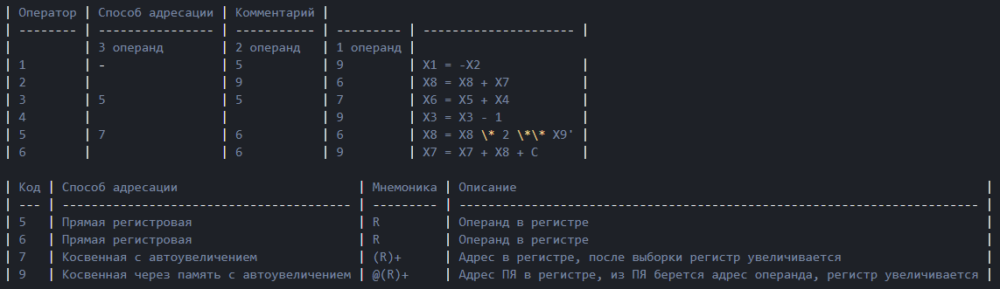 | Оператор | Способ адресации | Комментарий |
| -------- | ---------------- | ----------- | --------- | --------------------- |
|          | 3 операнд        | 2 операнд   | 1 операнд |
| 1        | -                | 5           | 9         | X1 = -X2              |
| 2        |                  | 9           | 6         | X8 = X8 + X7          |
| 3        | 5                | 5           | 7         | X6 = X5 + X4          |
| 4        |                  |             | 9         | X3 = X3 - 1           |
| 5        | 7                | 6           | 6         | X8 = X8 \* 2 \*\* X9' |
| 6        |                  | 6           | 9         | X7 = X7 + X8 + C      |
| Код | Способ адресации                        | Мнемоника | Описание                                                                 |
| --- | ---------------------------------------- | --------- | ------------------------------------------------------------------------ |
| 5   | Прямая регистровая                      | R         | Операнд в регистре                                                       |
| 6   | Прямая регистровая                      | R         | Операнд в регистре                                                       |
| 7   | Косвенная с автоувеличением             | (R)+      | Адрес в регистре, после выборки регистр увеличивается                    |
| 9   | Косвенная через память с автоувеличением | @(R)+     | Адрес ПЯ в регистре, из ПЯ берется адрес операнда, регистр увеличивается |